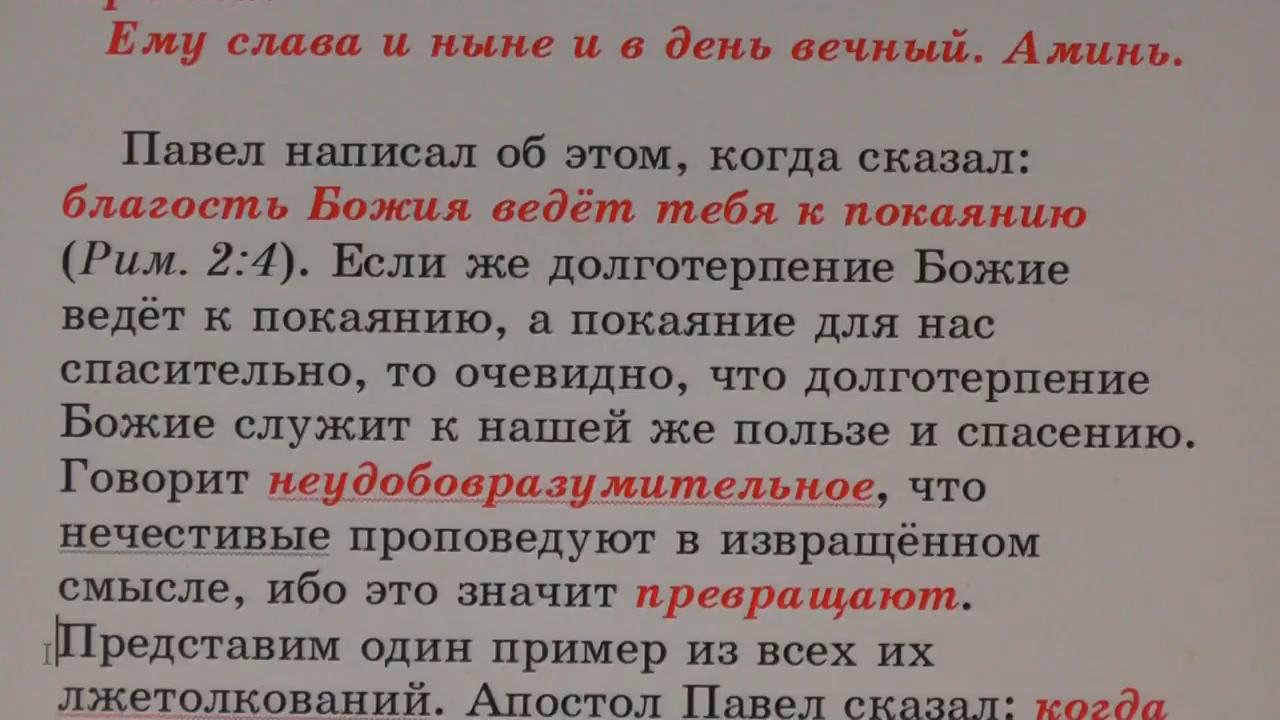 Ему слава и ныне и в день вечный. Аминь.
Павел написал об этом, когда сказал:
благость Божия ведёт тебя к покаянию
(Рим. 2:4). Если же долготерпение Божие
ведёт к покаянию, а покаяние для нас
спасительно, то очевидно, что долготерпение
Божие служит к нашей же пользе и спасению.
Говорит неудобовразумительное, что
нечестивые проповедуют в извращённом
смысле, ибо это значит превращают.
Представим один пример из всех их
лжетолкований. Апостол Павел сказал: когда